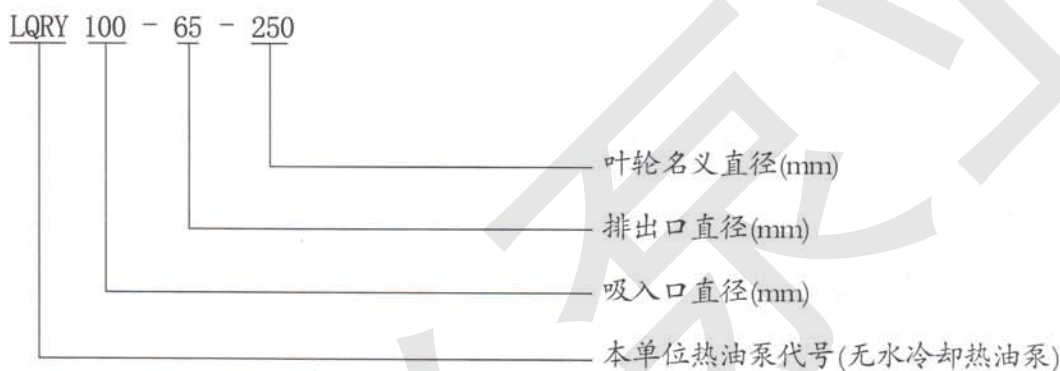 LQRY 100 - 65 - 250
叶轮名义直径(mm)
排出口直径(mm)
吸入口直径(mm)
本单位热油泵代号(无水冷却热油泵)